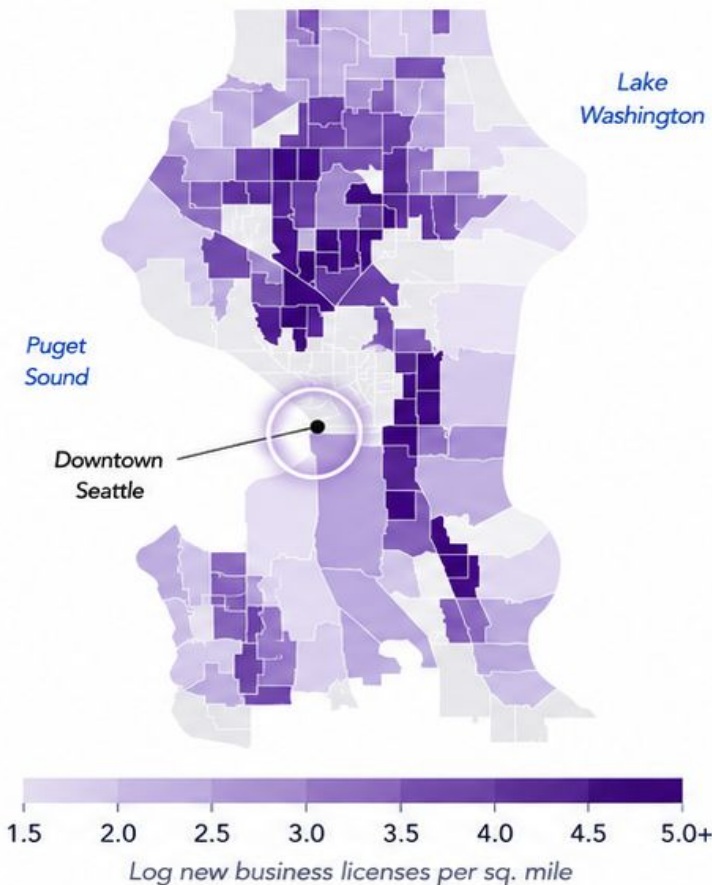 Lake
Washington
Puget
Sound
Downtown
Seattle
1.5 2.0 2.5 3.0 3.5 4.0 4.5 5.0+
Log new business licenses per sq. mile